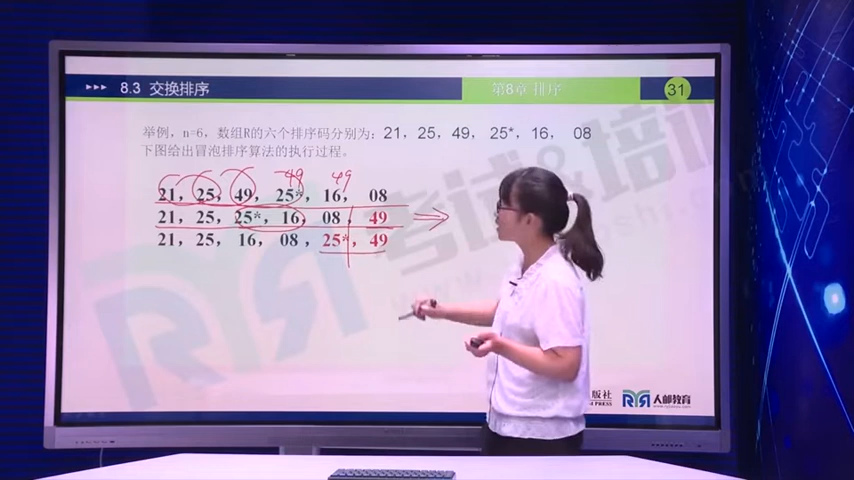 8.3 交换排序
第8章 排序
31
举例，n=6，数组R的六个排序码分别为：21，25，49，25*，16，08
下图给出冒泡排序算法的执行过程。
49 49
21，25，49，25*，16，08
21，25，25*，16，08，49
21，25，16，08，25*，49
版社
PRESS
人邮教育